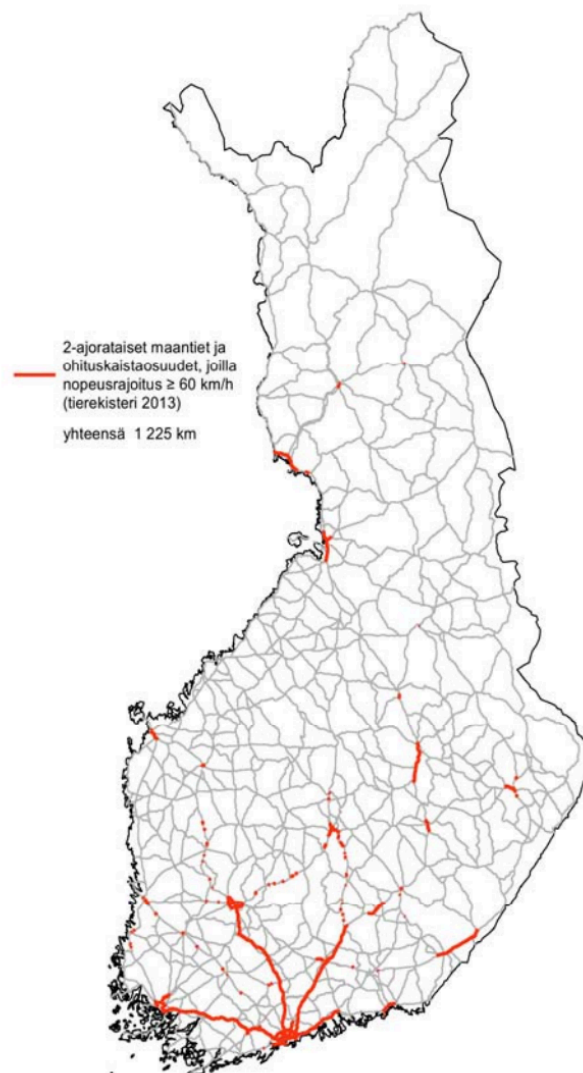 2-ajorataiset maantiet ja
ohituskaistaosuudet, joilla
nopeusrajoitus ≥ 60 km/h
(tierekisteri 2013)
yhteensä 1 225 km